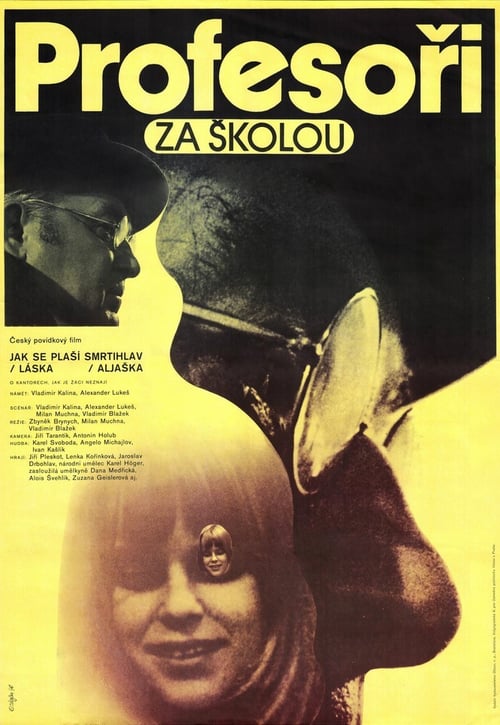 Profesoři
ZA ŠKOLOU
Český povídkový film
JAK SE PLAŠÍ SMRTIHLAV
/ LÁSKA / ALJAŠKA
O KANTORECH, JAK JE ŽÁCI NEZNAJÍ
NÁMĚT: Vladimír Kalina, Alexander Lukeš
SCÉNÁŘ: Vladimír Kalina, Alexander Lukeš,
Milan Muchna, Vladimír Blažek
REŽIE: Zbyněk Brynych, Milan Muchna,
Vladimír Blažek
KAMERA: Jiří Tarantík, Antonín Holub
HUDBA: Karel Svoboda, Angelo Michajlov,
Ivan Kašlík
HRAJÍ: Jiří Pleskot, Lenka Kořínková, Jaroslav
Drbohlav, národní umělec Karel Höger,
zasloužilá umělkyně Dana Medřická,
Alois Švehlík, Zuzana Geislerová aj.